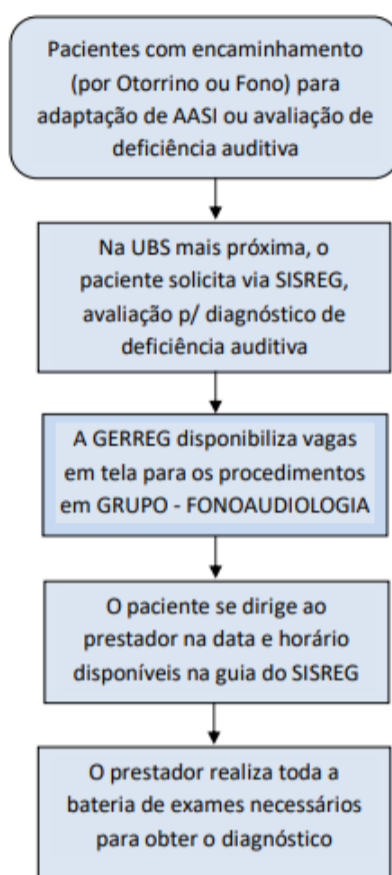 Pacientes com encaminhamento
(por Otorrino ou Fono) para
adaptação de AASI ou avaliação de
deficiência auditiva
Na UBS mais próxima, o
paciente solicita via SISREG,
avaliação p/ diagnóstico de
deficiência auditiva
A GERREG disponibiliza vagas
em tela para os procedimentos
em GRUPO - FONOAUDIOLOGIA
O paciente se dirige ao
prestador na data e horário
disponíveis na guia do SISREG
O prestador realiza toda a
bateria de exames necessários
para obter o diagnóstico